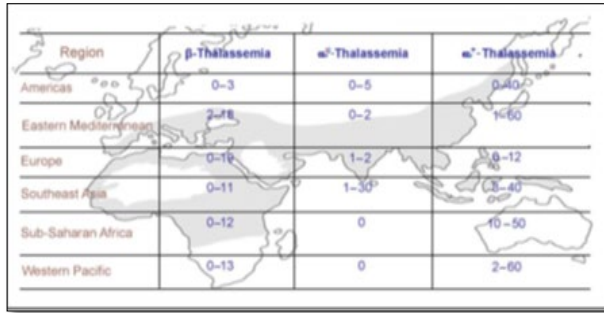 Region β-Thalassemia α⁰-Thalassemia α⁺-Thalassemia
Americas 0–3 0–5 0–40
Eastern Mediterranean 2–18 0–2 1–60
Europe 0–19 1–2 0–12
Southeast Asia 0–11 1–30 3–40
Sub-Saharan Africa 0–12 0 10–50
Western Pacific 0–13 0 2–60